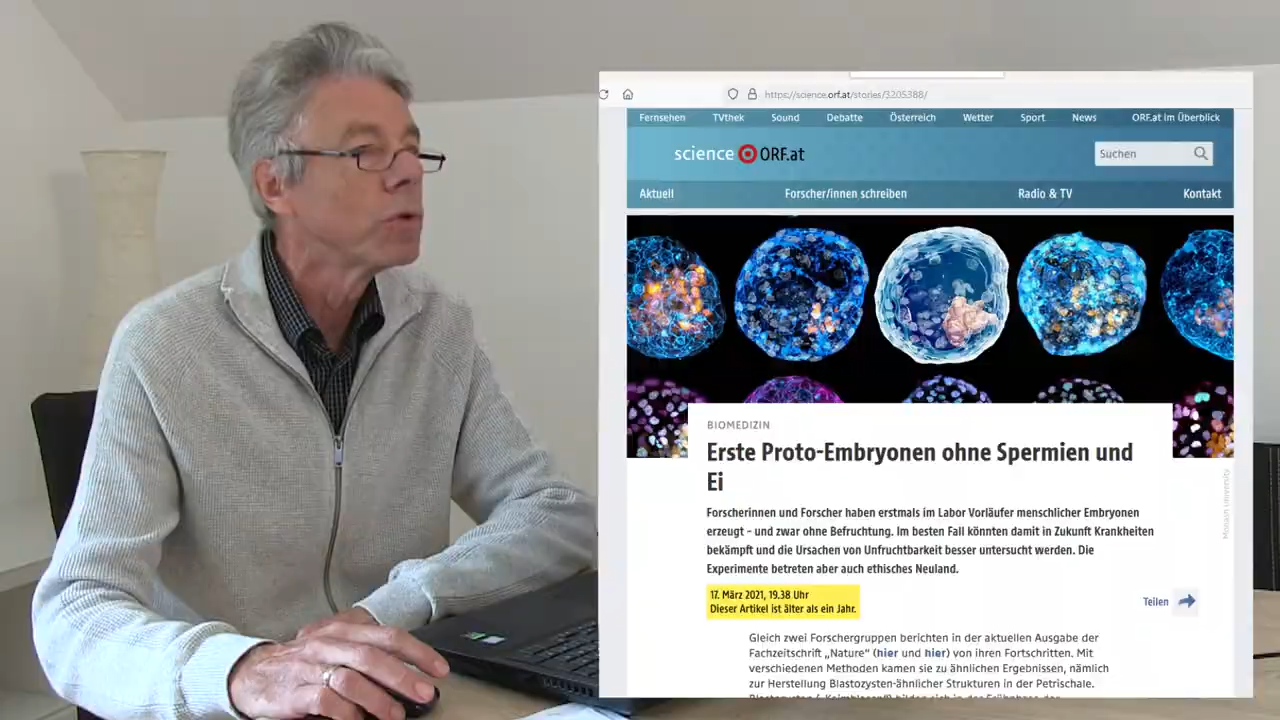 https://science.orf.at/stories/3205388/
Fernsehen TVthek Sound Debatte Österreich Wetter Sport News ORF.at im Überblick
science ORF.at
Suchen
Aktuell Forscher/innen schreiben Radio & TV Kontakt
BIOMEDIZIN
Erste Proto-Embryonen ohne Spermien und
Ei
Forscherinnen und Forscher haben erstmals im Labor Vorläufer menschlicher Embryonen
erzeugt – und zwar ohne Befruchtung. Im besten Fall könnten damit in Zukunft Krankheiten
bekämpft und die Ursachen von Unfruchtbarkeit besser untersucht werden. Die
Experimente betreten aber auch ethisches Neuland.
Monash University
17. März 2021, 19.38 Uhr
Dieser Artikel ist älter als ein Jahr.
Teilen
Gleich zwei Forschergruppen berichten in der aktuellen Ausgabe der
Fachzeitschrift „Nature“ (hier und hier) von ihren Fortschritten. Mit
verschiedenen Methoden kamen sie zu ähnlichen Ergebnissen, nämlich
zur Herstellung Blastozysten-ähnlicher Strukturen in der Petrischale.